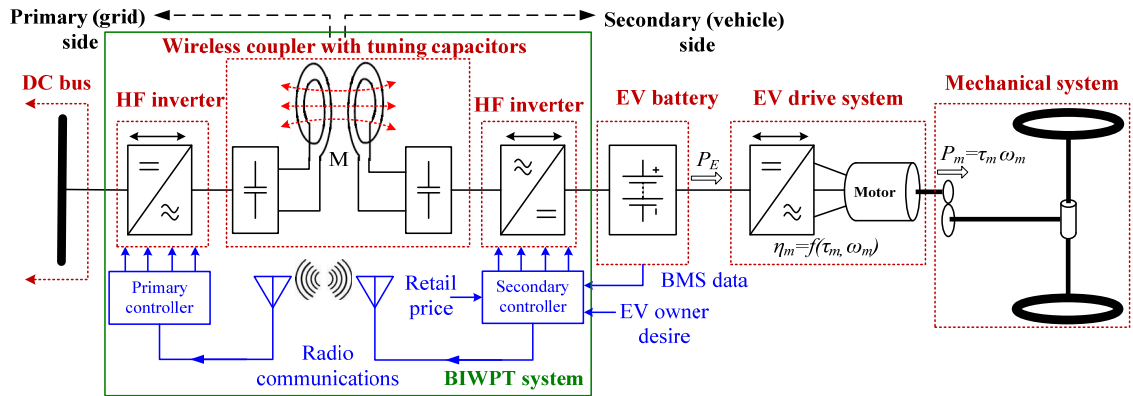 Primary (grid)
side
Secondary (vehicle)
side
Wireless coupler with tuning capacitors
DC bus
HF inverter
HF inverter
EV battery
EV drive system
Mechanical system
M
+
-
P_E
Motor
P_m=τ_m ω_m
η_m=f(τ_m, ω_m)
Primary
controller
Retail
price
Secondary
controller
BMS data
EV owner
desire
Radio
communications
BIWPT system